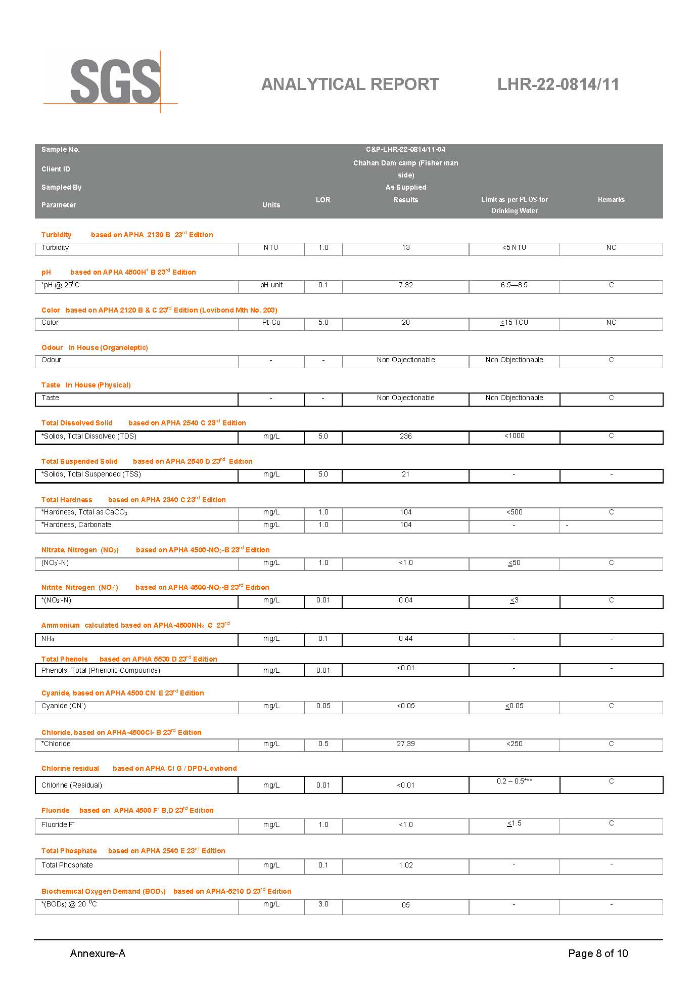 SGS
ANALYTICAL REPORT LHR-22-0814/11
Sample No. C&P-LHR-22-0814/11-04
Client ID Chahan Dam camp (Fisher man
side)
Sampled By As Supplied
Parameter Units LOR Results Limit as per PEQS for
Drinking Water Remarks
Turbidity based on APHA 2130 B 23rd Edition
Turbidity NTU 1.0 13 <5 NTU NC
pH based on APHA 4500H+ B 23rd Edition
*pH @ 25⁰C pH unit 0.1 7.32 6.5—8.5 C
Color based on APHA 2120 B & C 23rd Edition (Lovibond Mth No. 203)
Color Pt-Co 5.0 20 ≤15 TCU NC
Odour In House (Organoleptic)
Odour - - Non Objectionable Non Objectionable C
Taste In House (Physical)
Taste - - Non Objectionable Non Objectionable C
Total Dissolved Solid based on APHA 2540 C 23rd Edition
*Solids, Total Dissolved (TDS) mg/L 5.0 236 <1000 C
Total Suspended Solid based on APHA 2540 D 23rd Edition
*Solids, Total Suspended (TSS) mg/L 5.0 21 - -
Total Hardness based on APHA 2340 C 23rd Edition
*Hardness, Total as CaCO₃ mg/L 1.0 104 <500 C
*Hardness, Carbonate mg/L 1.0 104 - -
Nitrate, Nitrogen (NO₃) based on APHA 4500-NO₃-B 23rd Edition
(NO₃⁻-N) mg/L 1.0 <1.0 ≤50 C
Nitrite Nitrogen (NO₂⁻) based on APHA 4500-NO₂-B 23rd Edition
*(NO₂⁻-N) mg/L 0.01 0.04 ≤3 C
Ammonium calculated based on APHA-4500NH₃ C 23rd
NH₄ mg/L 0.1 0.44 - -
Total Phenols based on APHA 5530 D 23rd Edition
Phenols, Total (Phenolic Compounds) mg/L 0.01 <0.01 - -
Cyanide, based on APHA 4500 CN⁻ E 23rd Edition
Cyanide (CN⁻) mg/L 0.05 <0.05 ≤0.05 C
Chloride, based on APHA-4500Cl- B 23rd Edition
*Chloride mg/L 0.5 27.39 <250 C
Chlorine residual based on APHA Cl G / DPD-Lovibond
Chlorine (Residual) mg/L 0.01 <0.01 0.2 – 0.5*** C
Fluoride based on APHA 4500 F⁻ B,D 23rd Edition
Fluoride F⁻ mg/L 1.0 <1.0 ≤1.5 C
Total Phosphate based on APHA 2540 E 23rd Edition
Total Phosphate mg/L 0.1 1.02 - -
Biochemical Oxygen Demand (BOD₅) based on APHA-5210 D 23rd Edition
*(BOD₅) @ 20 ⁰C mg/L 3.0 05 - -
Annexure-A Page 8 of 10